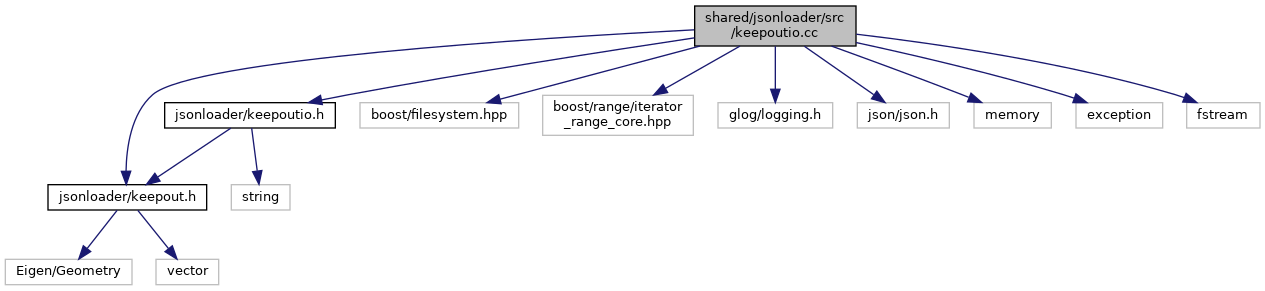 shared/jsonloader/src
/keepoutio.cc
jsonloader/keepoutio.h
boost/filesystem.hpp
boost/range/iterator
_range_core.hpp
glog/logging.h
json/json.h
memory
exception
fstream
jsonloader/keepout.h
string
Eigen/Geometry
vector